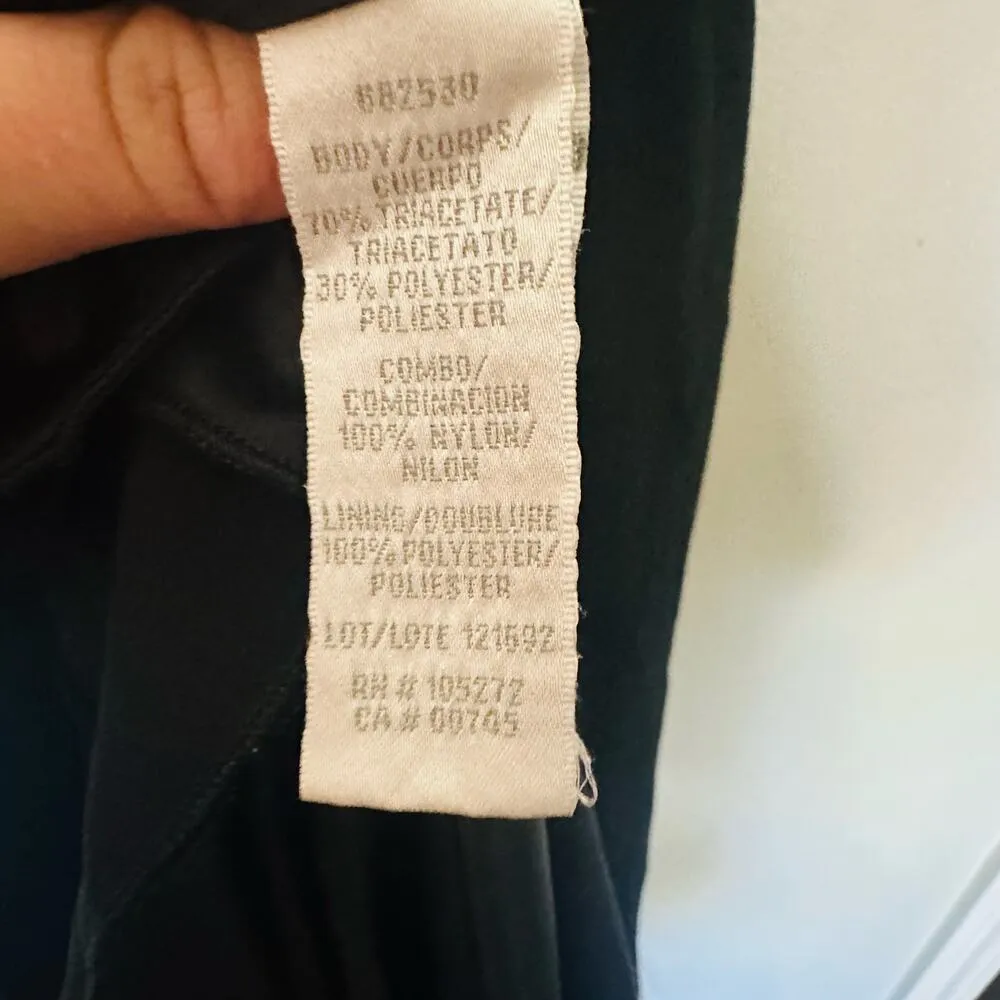 682530
BODY/CORPS/
CUERPO
70% TRIACETATE/
TRIACETATO
30% POLYESTER/
POLIESTER
COMBO/
COMBINACION
100% NYLON/
NILON
LINING/DOUBLURE
100% POLYESTER/
POLIESTER
LOT/LOTE 121692
RN # 105272
CA # 00745